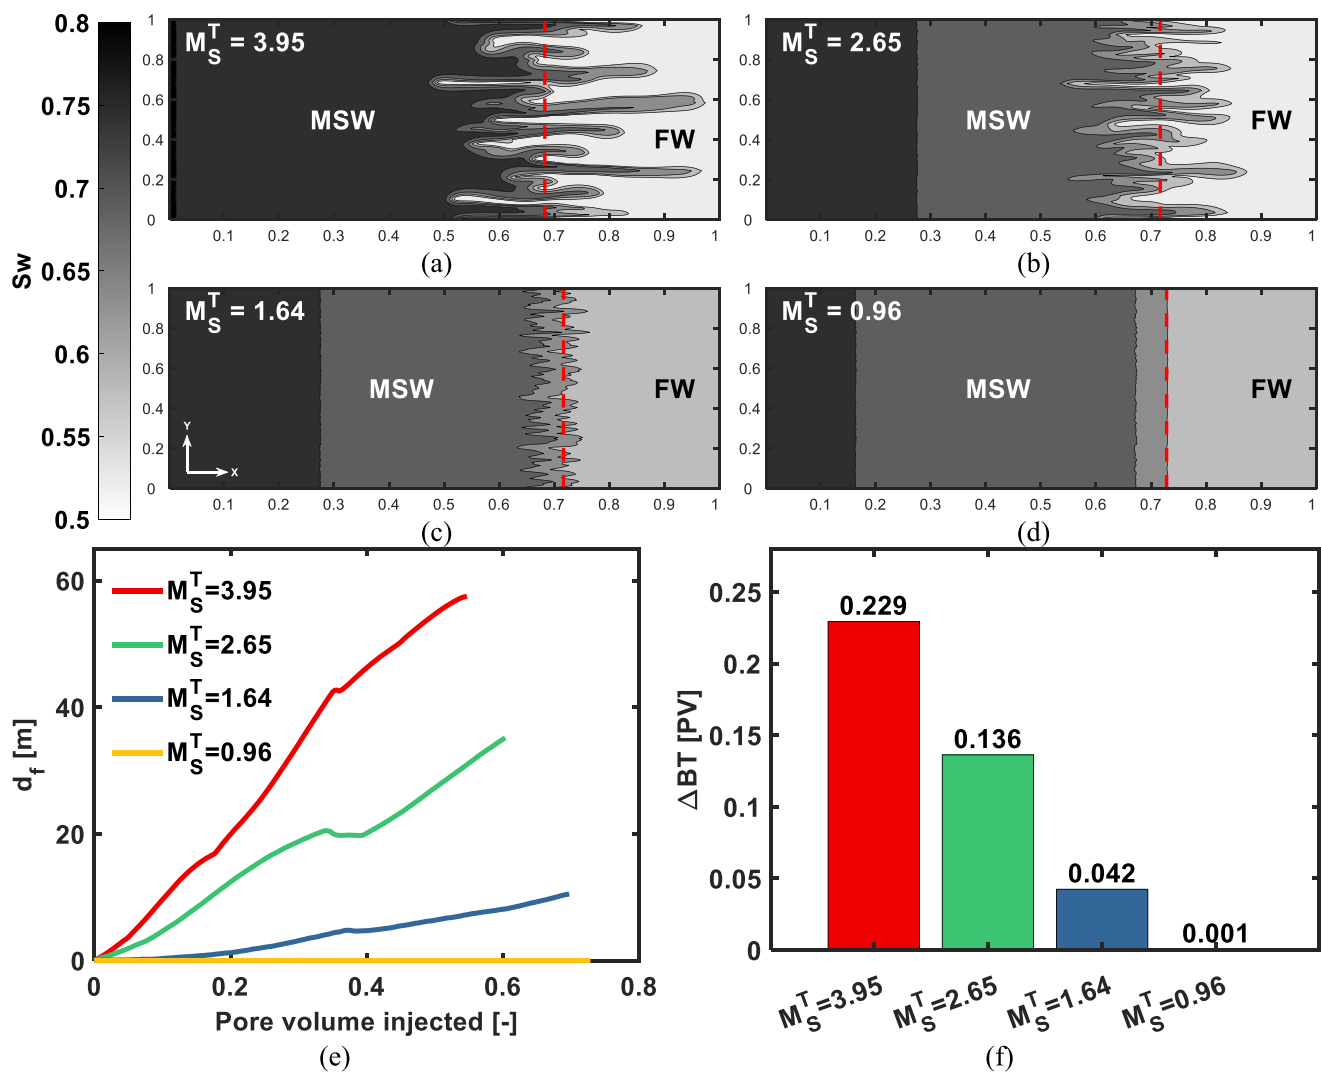 0.8
0.75
0.7
0.65
0.6
0.55
0.5
Sw
1
0.8
0.6
0.4
0.2
0
M_S^T = 3.95
MSW
FW
0.1 0.2 0.3 0.4 0.5 0.6 0.7 0.8 0.9 1
(a)
1
0.8
0.6
0.4
0.2
0
M_S^T = 2.65
MSW
FW
0.1 0.2 0.3 0.4 0.5 0.6 0.7 0.8 0.9 1
(b)
1
0.8
0.6
0.4
0.2
0
M_S^T = 1.64
MSW
FW
Y
X
0.1 0.2 0.3 0.4 0.5 0.6 0.7 0.8 0.9 1
(c)
1
0.8
0.6
0.4
0.2
0
M_S^T = 0.96
MSW
FW
0.1 0.2 0.3 0.4 0.5 0.6 0.7 0.8 0.9 1
(d)
60
40
20
0
d_f [m]
M_S^T=3.95
M_S^T=2.65
M_S^T=1.64
M_S^T=0.96
0 0.2 0.4 0.6 0.8
Pore volume injected [-]
(e)
0.25
0.2
0.15
0.1
0.05
0
△BT [PV]
0.229
0.136
0.042
0.001
M_S^T=3.95 M_S^T=2.65 M_S^T=1.64 M_S^T=0.96
(f)